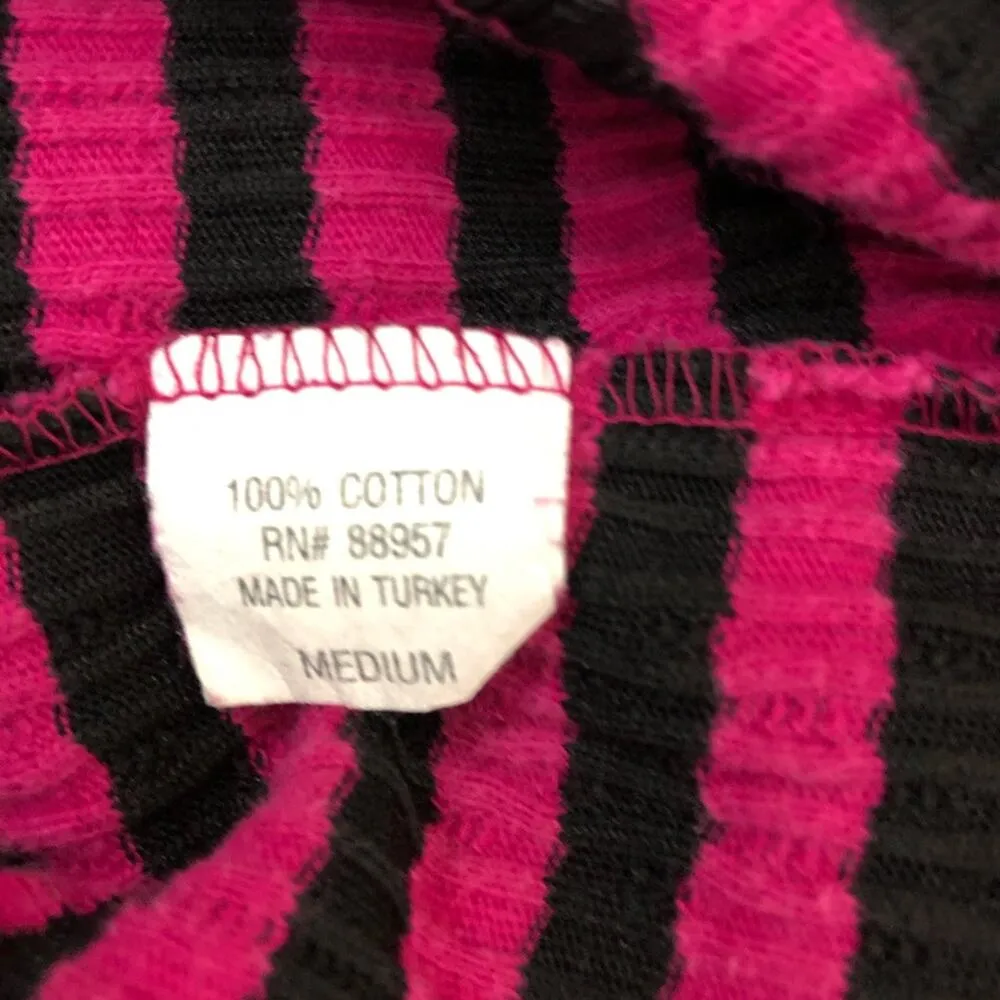 100% COTTON
RN# 88957
MADE IN TURKEY
MEDIUM